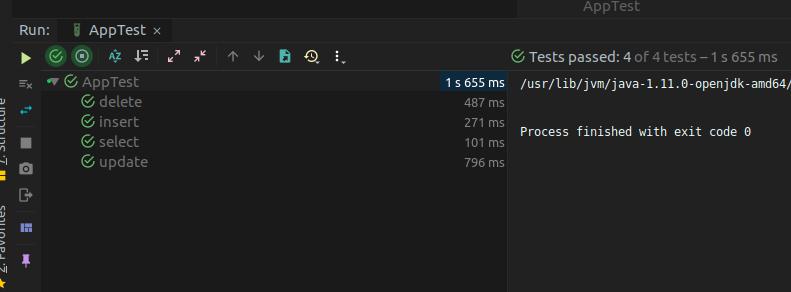 AppTest
Run: AppTest ×
Tests passed: 4 of 4 tests – 1 s 655 ms
AppTest 1 s 655 ms
/usr/lib/jvm/java-1.11.0-openjdk-amd64/
delete 487 ms
insert 271 ms
Process finished with exit code 0
select 101 ms
update 796 ms
7: Structure
2: Favorites